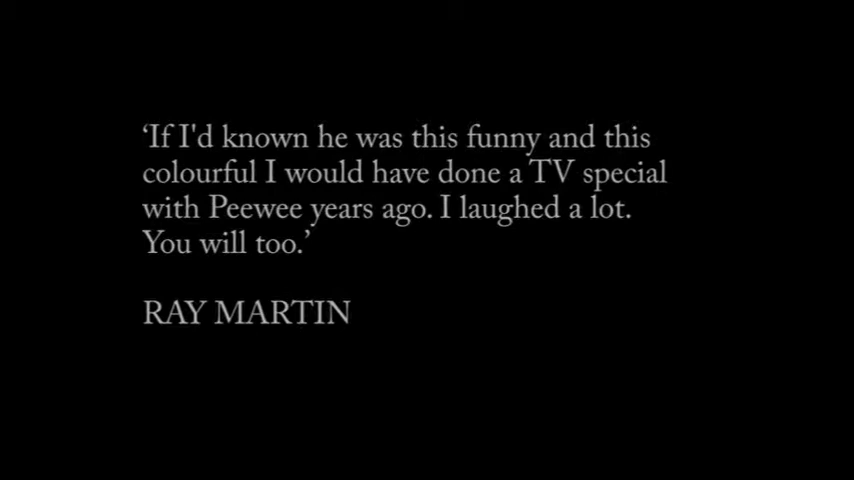 ‘If I'd known he was this funny and this
colourful I would have done a TV special
with Peewee years ago. I laughed a lot.
You will too.’
RAY MARTIN